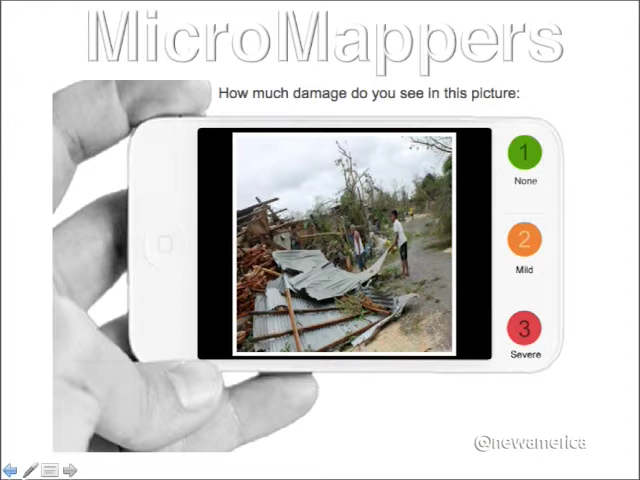 MicroMappers
How much damage do you see in this picture:
1
None
2
Mild
3
Severe
@newamerica